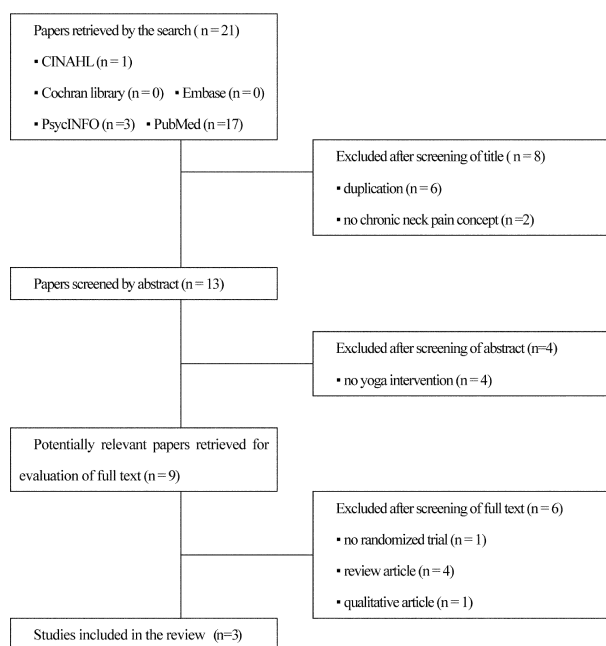 Papers retrieved by the search ( n = 21)
▪ CINAHL (n = 1)
▪ Cochran library (n = 0) ▪ Embase (n = 0)
▪ PsycINFO (n =3) ▪ PubMed (n =17)
Excluded after screening of title ( n = 8)
▪ duplication (n = 6)
▪ no chronic neck pain concept (n =2)
Papers screened by abstract (n = 13)
Excluded after screening of abstract (n=4)
▪ no yoga intervention (n = 4)
Potentially relevant papers retrieved for
evaluation of full text (n = 9)
Excluded after screening of full text (n = 6)
▪ no randomized trial (n = 1)
▪ review article (n = 4)
▪ qualitative article (n = 1)
Studies included in the review (n=3)